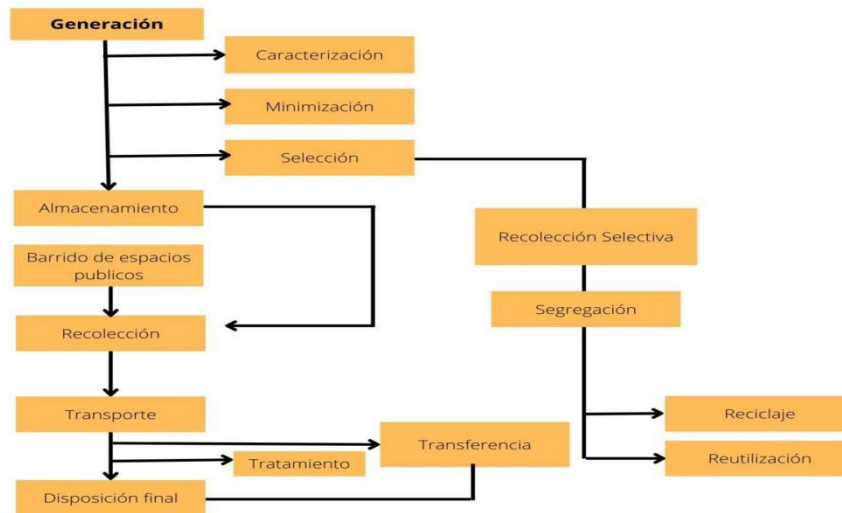 Generación
Caracterización
Minimización
Selección
Almacenamiento
Recolección Selectiva
Barrido de espacios
publicos
Segregación
Recolección
Transporte
Reciclaje
Transferencia
Tratamiento
Reutilización
Disposición final